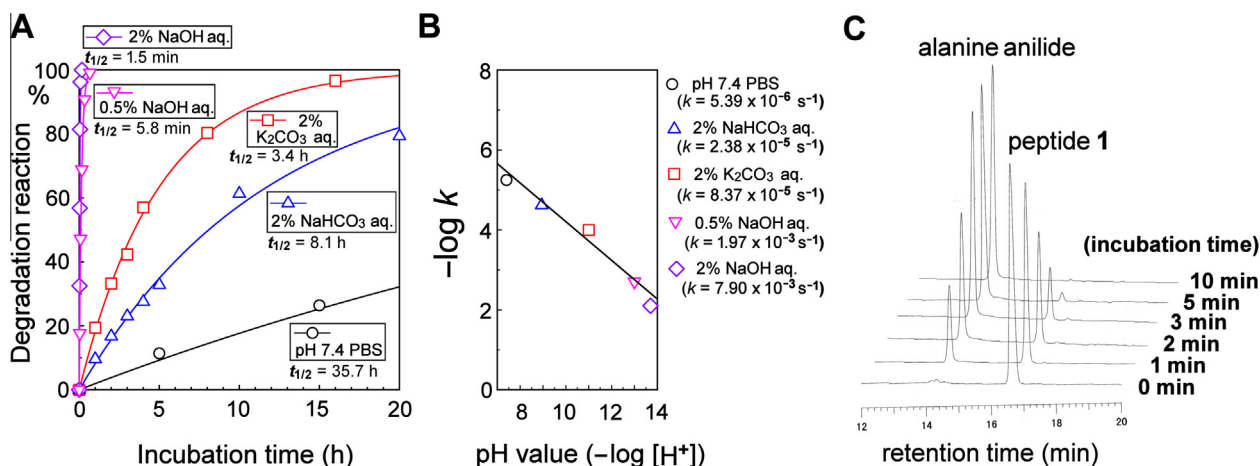 A
2% NaOH aq.
t1/2 = 1.5 min
0.5% NaOH aq.
t1/2 = 5.8 min
2%
K2CO3 aq.
t1/2 = 3.4 h
2% NaHCO3 aq.
t1/2 = 8.1 h
pH 7.4 PBS
t1/2 = 35.7 h
Degradation reaction
%
100
80
60
40
20
0
0 5 10 15 20
Incubation time (h)
B
−log k
8
6
4
2
0
8 10 12 14
pH value (−log [H+])
pH 7.4 PBS
(k = 5.39 x 10−6 s−1)
2% NaHCO3 aq.
(k = 2.38 x 10−5 s−1)
2% K2CO3 aq.
(k = 8.37 x 10−5 s−1)
0.5% NaOH aq.
(k = 1.97 x 10−3 s−1)
2% NaOH aq.
(k = 7.90 x 10−3 s−1)
C
alanine anilide
peptide 1
(incubation time)
10 min
5 min
3 min
2 min
1 min
0 min
12 14 16 18 20
retention time (min)